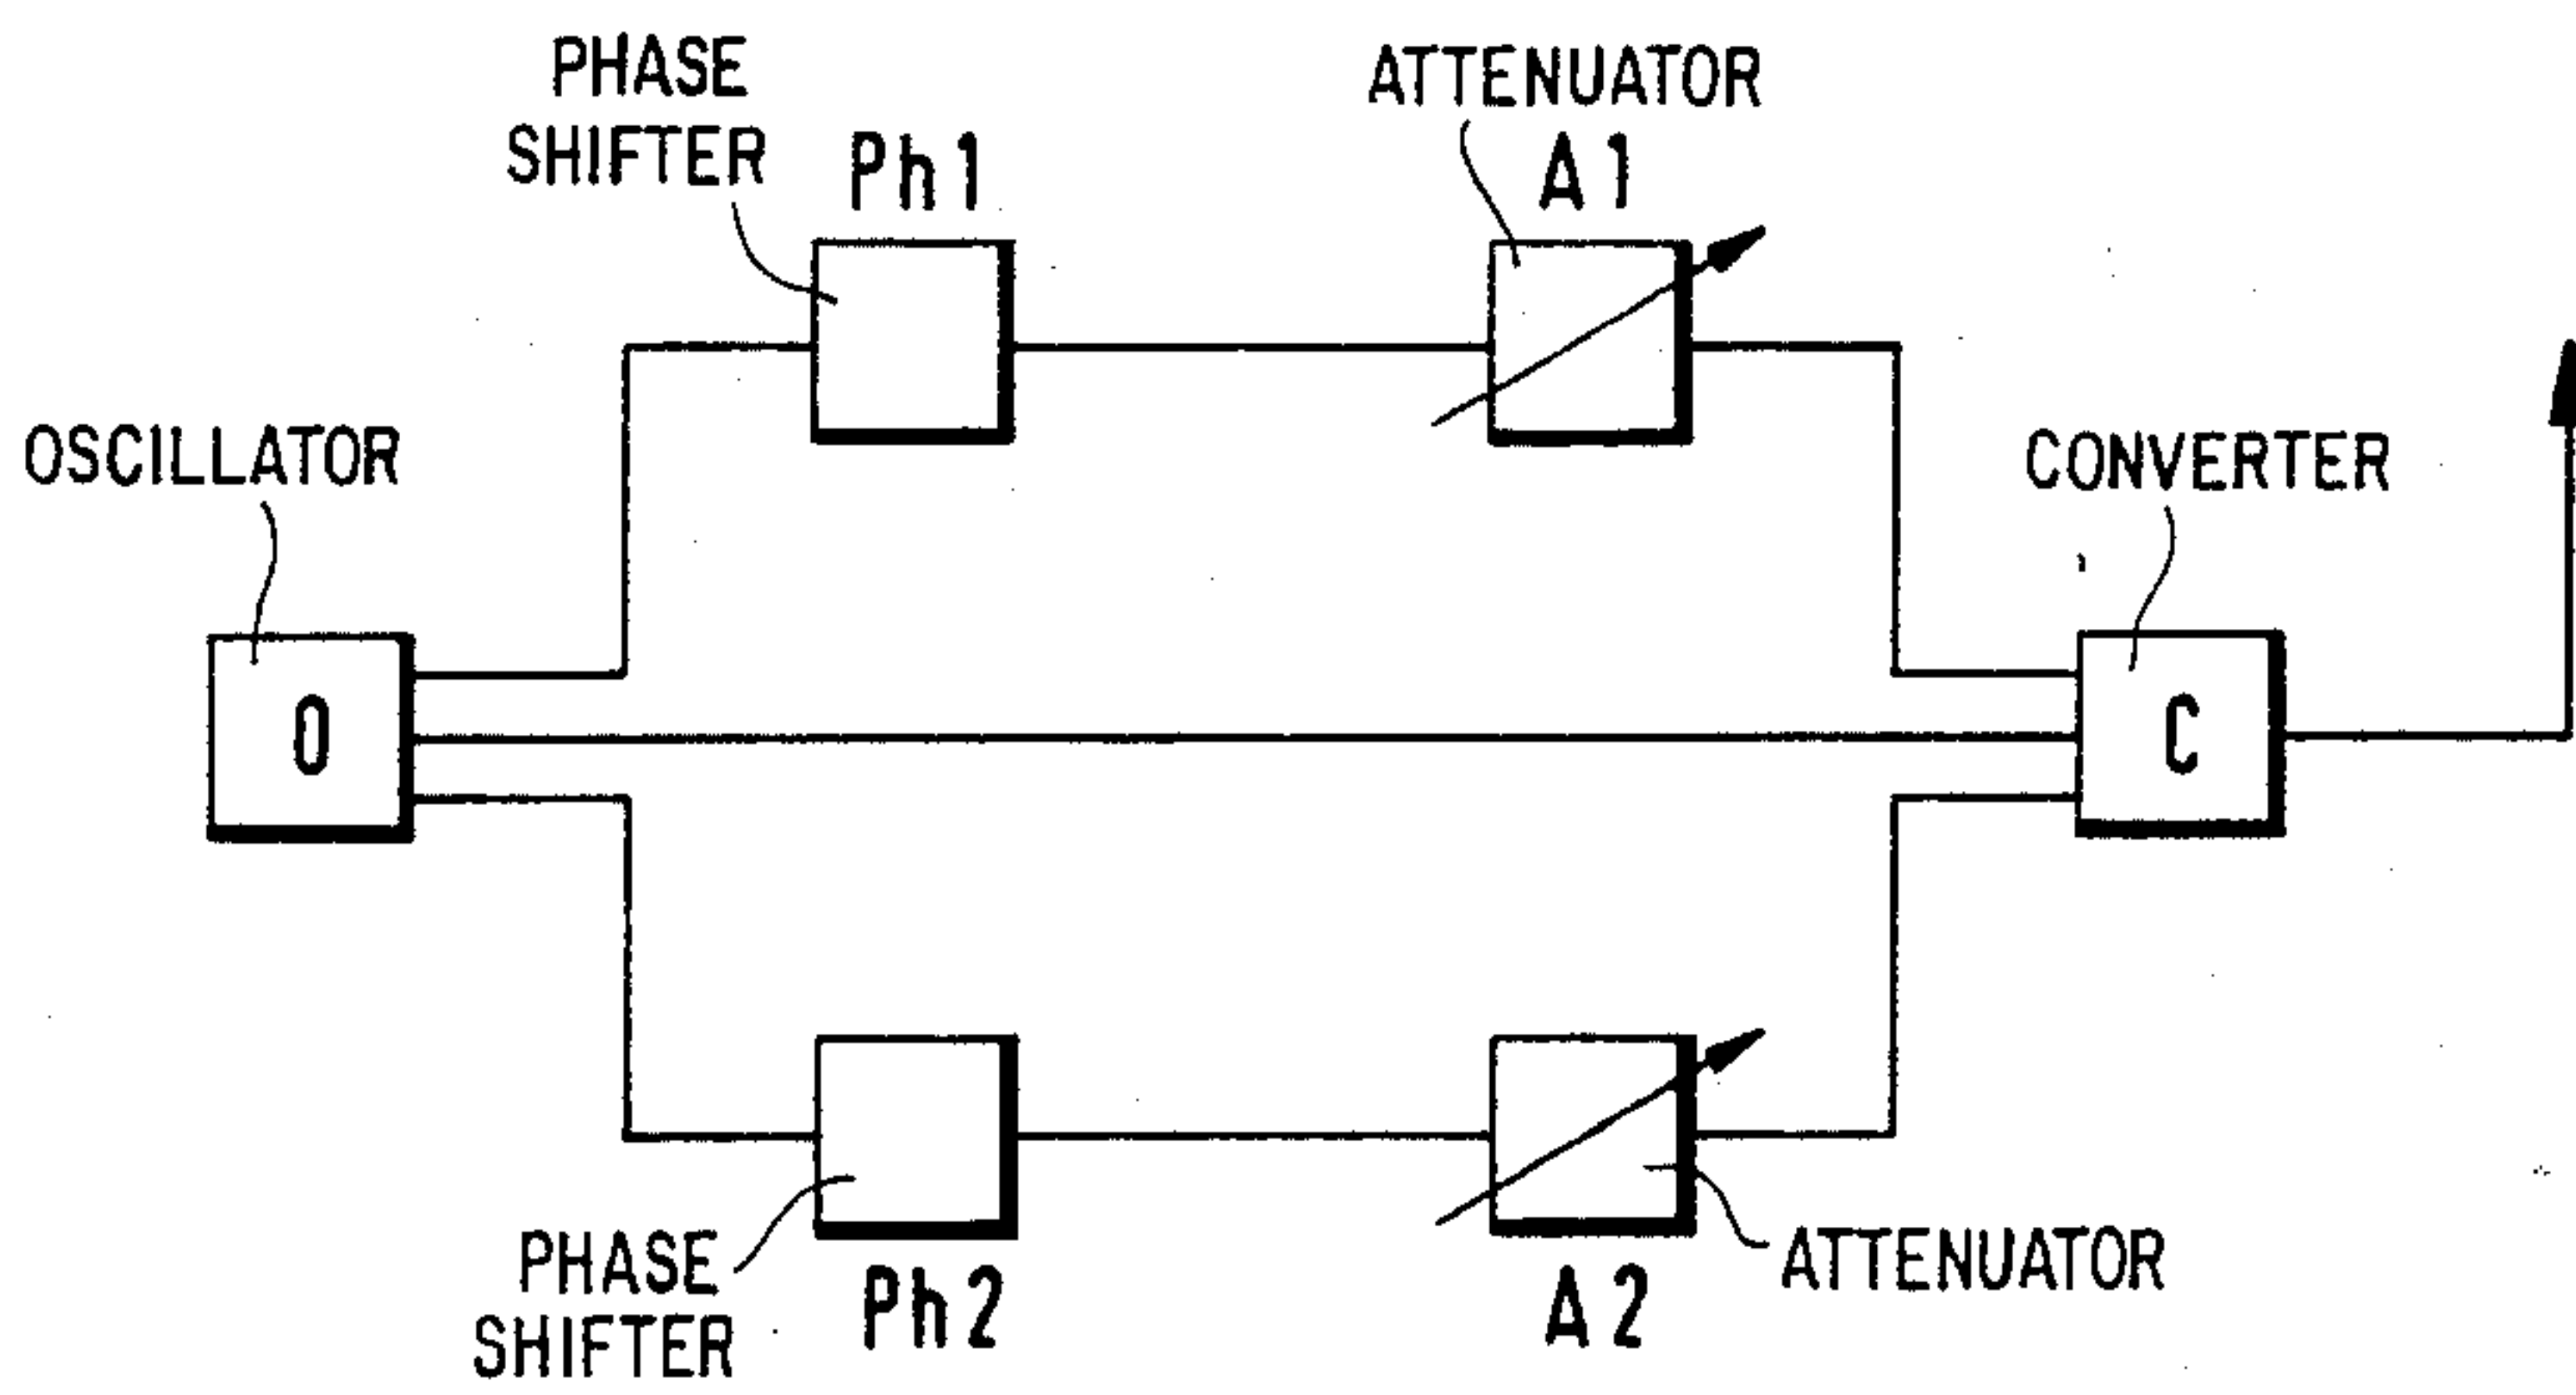 PHASE
SHIFTER
Ph1
ATTENUATOR
A1
OSCILLATOR
CONVERTER
O
C
PHASE
SHIFTER
Ph2
A2
ATTENUATOR